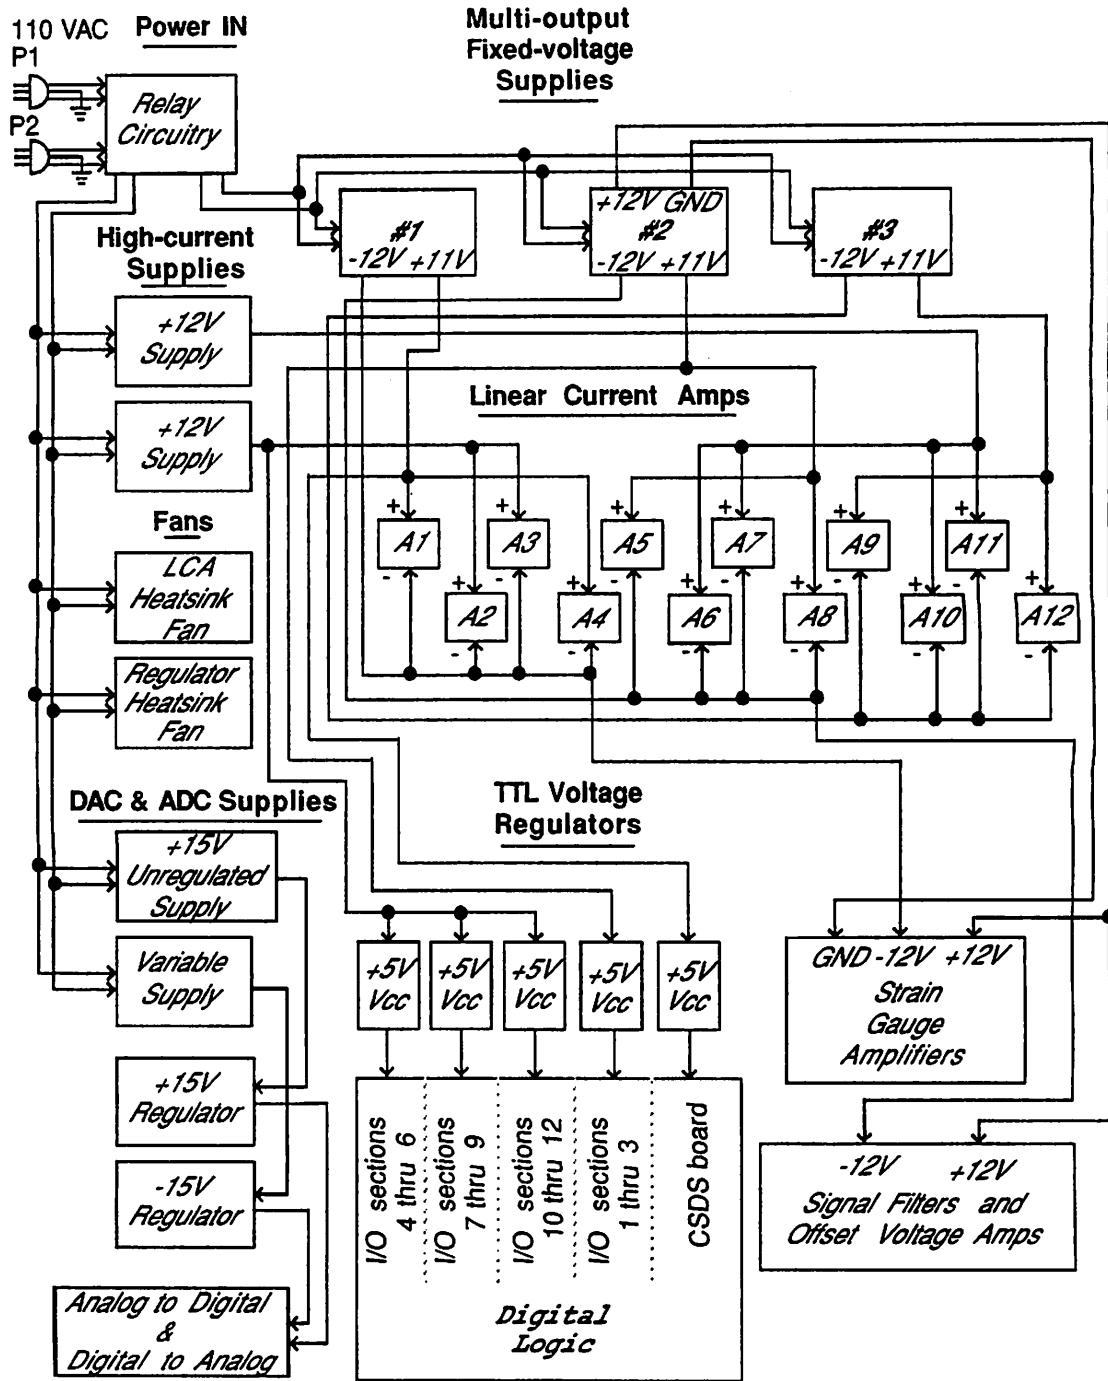 110 VAC
Power IN
P1
P2
Relay
Circuitry
Multi-output
Fixed-voltage
Supplies
#1
-12V +11V
+12V GND
#2
-12V +11V
#3
-12V +11V
High-current
Supplies
+12V
Supply
+12V
Supply
Linear Current Amps
+
A1
-
+
A3
-
+
A5
-
+
A7
-
+
A9
-
+
A11
-
+
A2
-
+
A4
-
+
A6
-
+
A8
-
+
A10
-
+
A12
-
Fans
LCA
Heatsink
Fan
Regulator
Heatsink
Fan
DAC & ADC Supplies
+15V
Unregulated
Supply
Variable
Supply
+15V
Regulator
-15V
Regulator
Analog to Digital
&
Digital to Analog
TTL Voltage
Regulators
+5V
Vcc
+5V
Vcc
+5V
Vcc
+5V
Vcc
+5V
Vcc
I/O sections
4 thru 6
I/O sections
7 thru 9
I/O sections
10 thru 12
I/O sections
1 thru 3
CSDS board
Digital
Logic
GND -12V +12V
Strain
Gauge
Amplifiers
-12V +12V
Signal Filters and
Offset Voltage Amps